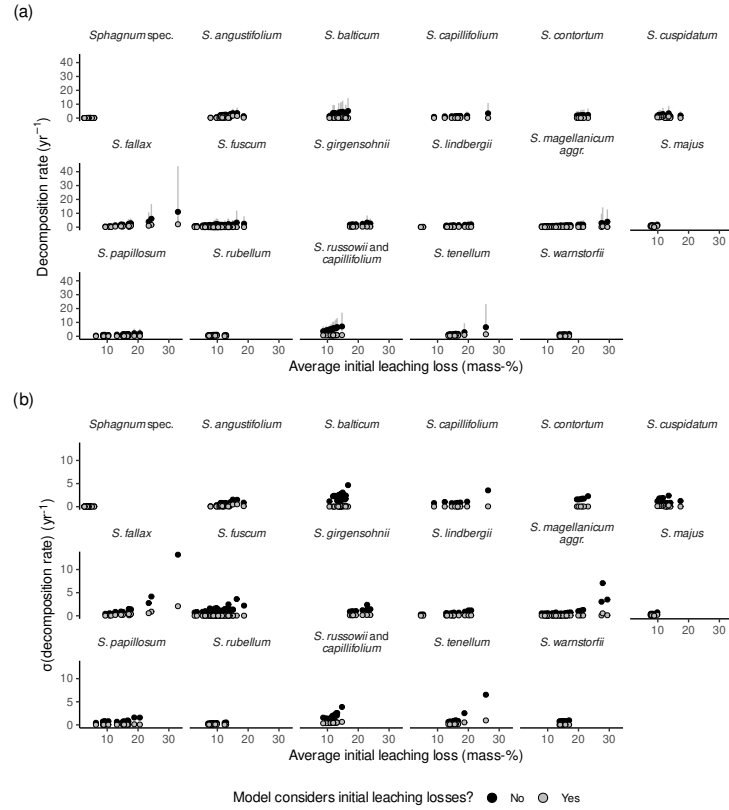 (a)
Sphagnum spec. S. angustifolium S. balticum S. capillifolium S. contortum S. cuspidatum
40
30
20
10
0
S. fallax S. fuscum S. girgensohnii S. lindbergii S. magellanicum aggr. S. majus
40
30
20
10
0
Decomposition rate (yr⁻¹)
10 20 30
S. papillosum S. rubellum S. russowii and capillifolium S. tenellum S. warnstorfii
40
30
20
10
0
10 20 30 10 20 30 10 20 30 10 20 30 10 20 30
Average initial leaching loss (mass-%)
(b)
Sphagnum spec. S. angustifolium S. balticum S. capillifolium S. contortum S. cuspidatum
10
5
0
S. fallax S. fuscum S. girgensohnii S. lindbergii S. magellanicum aggr. S. majus
10
5
0
σ(decomposition rate) (yr⁻¹)
10 20 30
S. papillosum S. rubellum S. russowii and capillifolium S. tenellum S. warnstorfii
10
5
0
10 20 30 10 20 30 10 20 30 10 20 30 10 20 30
Average initial leaching loss (mass-%)
Model considers initial leaching losses? No Yes